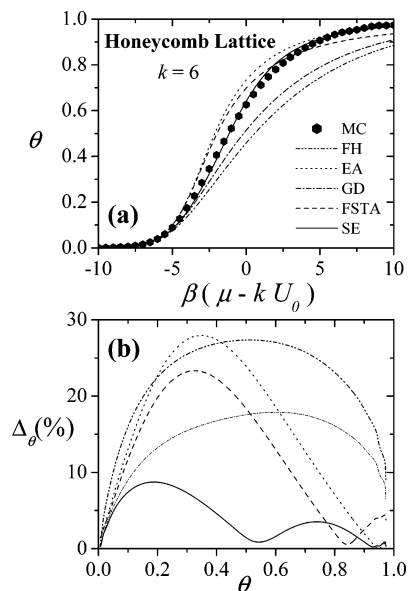 1.0
0.8
0.6
0.4
0.2
0.0
θ
Honeycomb Lattice
k = 6
MC
FH
EA
GD
FSTA
SE
(a)
-10 -5 0 5 10
β ( μ - k U₀ )
30
20
10
0
Δθ(%)
(b)
0.0 0.2 0.4 0.6 0.8 1.0
θ